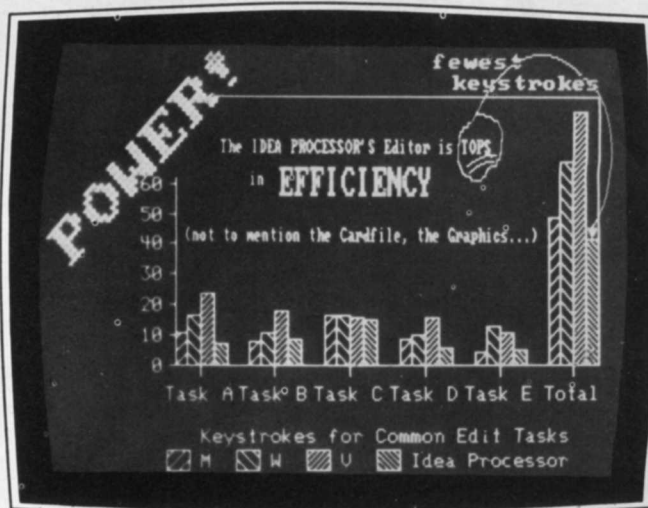 POWER!
fewest
keystrokes
The IDEA PROCESSOR'S Editor is TOPS
in EFFICIENCY
(not to mention the Cardfile, the Graphics...)
60
50
40
30
20
10
0
Task A Task B Task C Task D Task E Total
Keystrokes for Common Edit Tasks
M W V Idea Processor